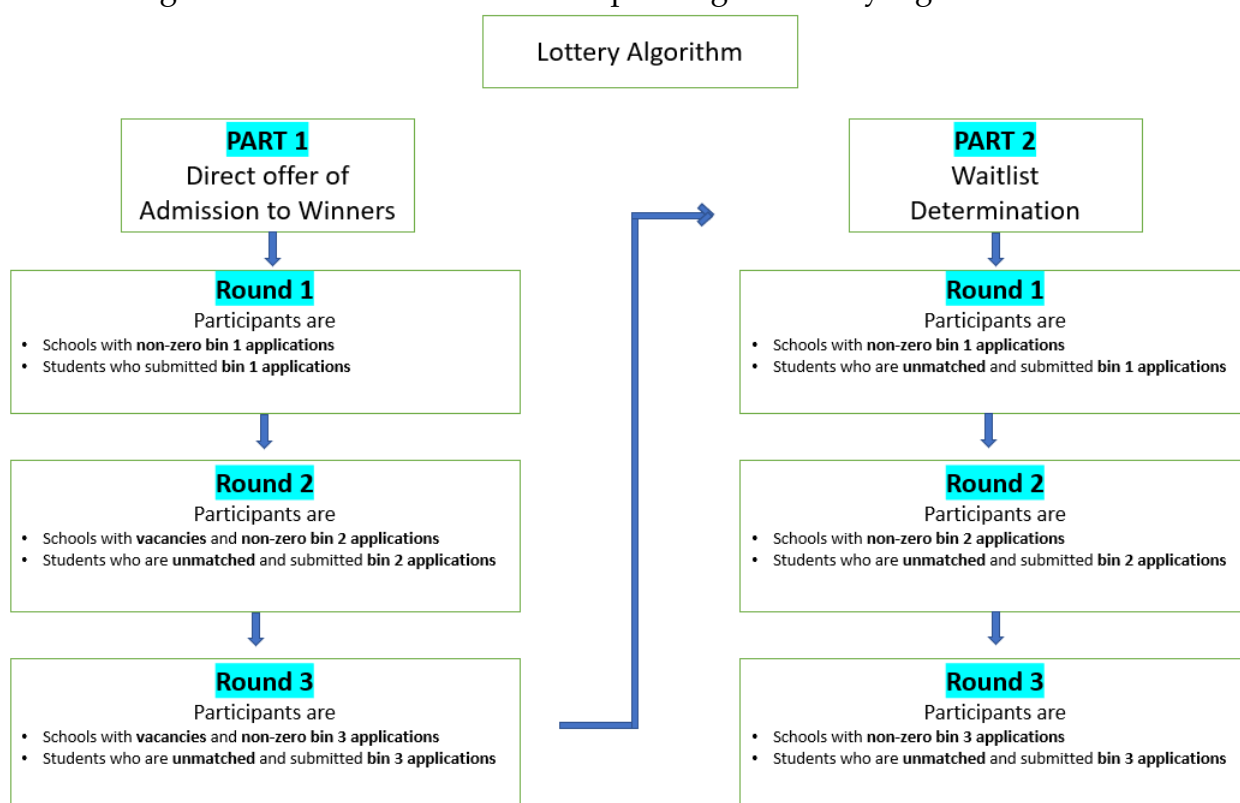 Lottery Algorithm
PART 1
Direct offer of
Admission to Winners
Round 1
Participants are
• Schools with non-zero bin 1 applications
• Students who submitted bin 1 applications
Round 2
Participants are
• Schools with vacancies and non-zero bin 2 applications
• Students who are unmatched and submitted bin 2 applications
Round 3
Participants are
• Schools with vacancies and non-zero bin 3 applications
• Students who are unmatched and submitted bin 3 applications
PART 2
Waitlist
Determination
Round 1
Participants are
• Schools with non-zero bin 1 applications
• Students who are unmatched and submitted bin 1 applications
Round 2
Participants are
• Schools with non-zero bin 2 applications
• Students who are unmatched and submitted bin 2 applications
Round 3
Participants are
• Schools with non-zero bin 3 applications
• Students who are unmatched and submitted bin 3 applications